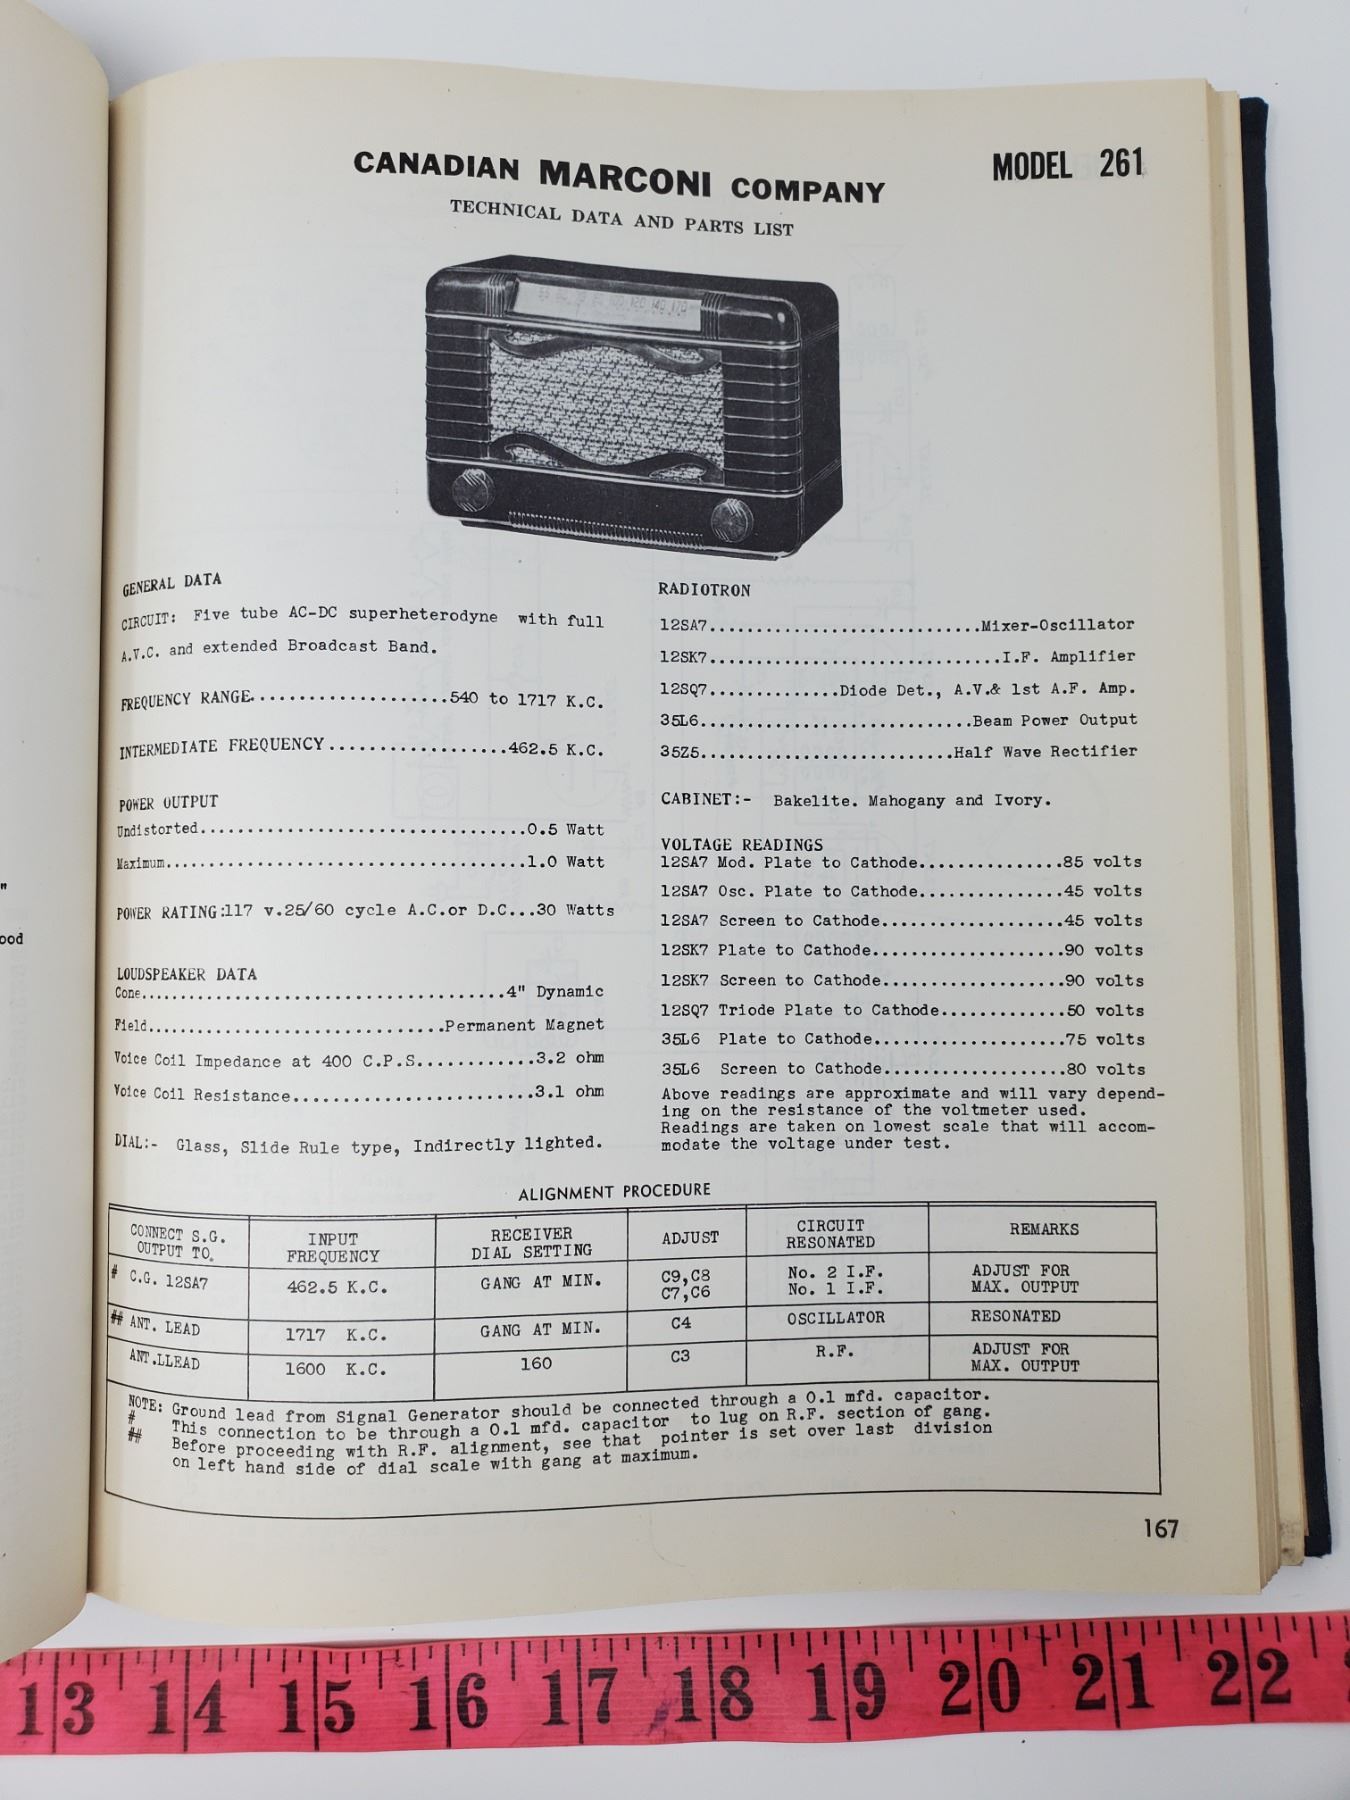 "
ood
CANADIAN MARCONI COMPANY
MODEL 261
TECHNICAL DATA AND PARTS LIST
GENERAL DATA
CIRCUIT: Five tube AC-DC superheterodyne with full
A.V.C. and extended Broadcast Band.
FREQUENCY RANGE....................540 to 1717 K.C.
INTERMEDIATE FREQUENCY..................462.5 K.C.
POWER OUTPUT
Undistorted.................................0.5 Watt
Maximum.....................................1.0 Watt
POWER RATING:117 v.25/60 cycle A.C.or D.C...30 Watts
LOUDSPEAKER DATA
Cone......................................4" Dynamic
Field..............................Permanent Magnet
Voice Coil Impedance at 400 C.P.S............3.2 ohm
Voice Coil Resistance.........................3.1 ohm
DIAL:- Glass, Slide Rule type, Indirectly lighted.
RADIOTRON
12SA7............................Mixer-Oscillator
12SK7..............................I.F. Amplifier
12SQ7.............Diode Det., A.V.& 1st A.F. Amp.
35L6............................Beam Power Output
35Z5..........................Half Wave Rectifier
CABINET:- Bakelite. Mahogany and Ivory.
VOLTAGE READINGS
12SA7 Mod. Plate to Cathode...............85 volts
12SA7 Osc. Plate to Cathode...............45 volts
12SA7 Screen to Cathode...................45 volts
12SK7 Plate to Cathode....................90 volts
12SK7 Screen to Cathode...................90 volts
12SQ7 Triode Plate to Cathode.............50 volts
35L6 Plate to Cathode....................75 volts
35L6 Screen to Cathode...................80 volts
Above readings are approximate and will vary depend-
ing on the resistance of the voltmeter used.
Readings are taken on lowest scale that will accom-
modate the voltage under test.
ALIGNMENT PROCEDURE
CONNECT S.G. OUTPUT TO. INPUT FREQUENCY RECEIVER DIAL SETTING ADJUST CIRCUIT RESONATED REMARKS
# C.G. 12SA7 462.5 K.C. GANG AT MIN. C9,C8 C7,C6 No. 2 I.F. No. 1 I.F. ADJUST FOR MAX. OUTPUT
## ANT. LEAD 1717 K.C. GANG AT MIN. C4 OSCILLATOR RESONATED
ANT.LLEAD 1600 K.C. 160 C3 R.F. ADJUST FOR MAX. OUTPUT
NOTE: Ground lead from Signal Generator should be connected through a 0.1 mfd. capacitor.
# This connection to be through a 0.1 mfd. capacitor to lug on R.F. section of gang.
## Before proceeding with R.F. alignment, see that pointer is set over last division
on left hand side of dial scale with gang at maximum.
167
13 14 15 16 17 18 19 20 21 22